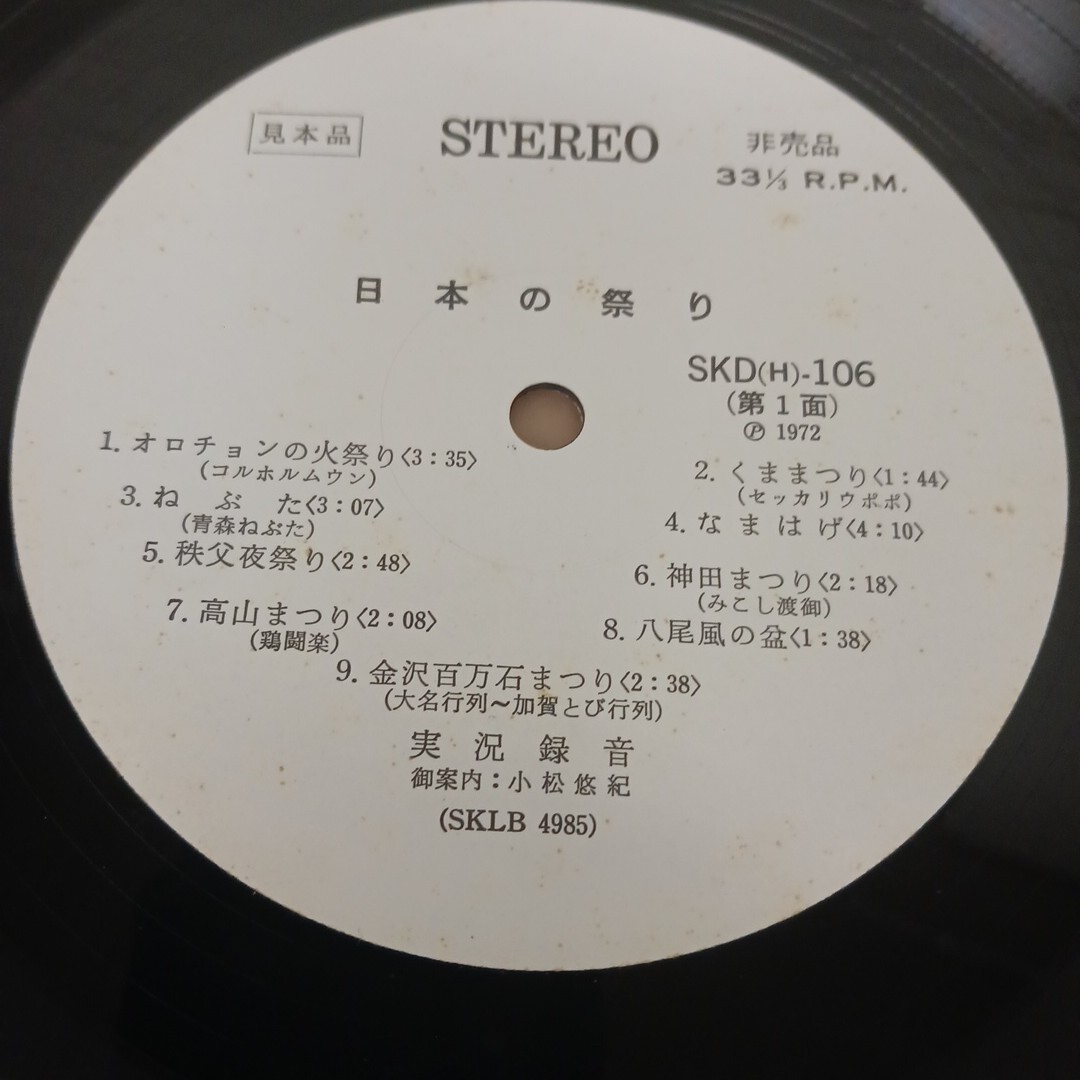 見本品 STEREO 非売品
33⅓ R.P.M.
日本の祭り
SKD(H)-106
(第1面)
Ⓟ 1972
1. オロチョンの火祭り〈3:35〉
(コルホルムウン)
2. くままつり〈1:44〉
(セッカリウポポ)
3. ねぶた〈3:07〉
(青森ねぶた)
4. なまはげ〈4:10〉
5. 秩父夜祭り〈2:48〉
6. 神田まつり〈2:18〉
(みこし渡御)
7. 高山まつり〈2:08〉
(鶏闘楽)
8. 八尾風の盆〈1:38〉
9. 金沢百万石まつり〈2:38〉
(大名行列~加賀とび行列)
実況録音
御案内:小松悠紀
(SKLB 4985)